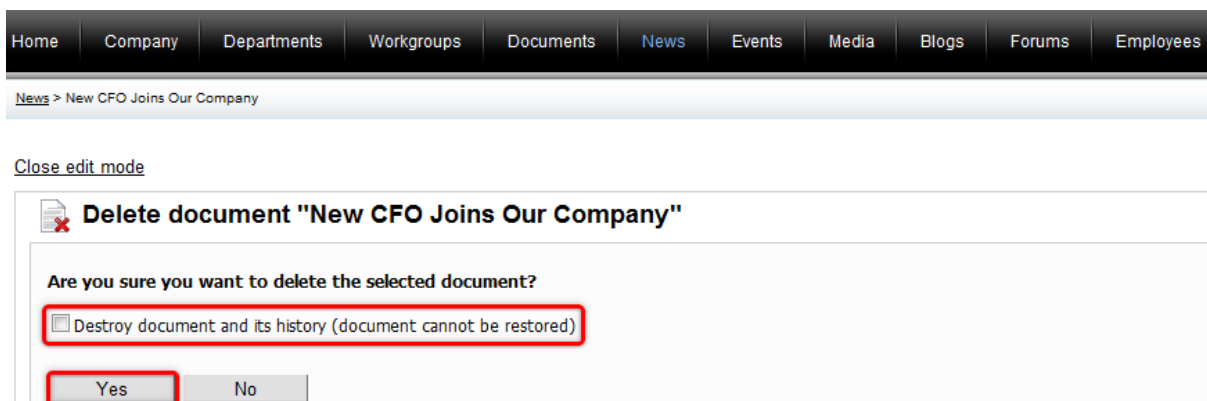 Home Company Departments Workgroups Documents News Events Media Blogs Forums Employees
News > New CFO Joins Our Company
Close edit mode
Delete document "New CFO Joins Our Company"
Are you sure you want to delete the selected document?
Destroy document and its history (document cannot be restored)
Yes No